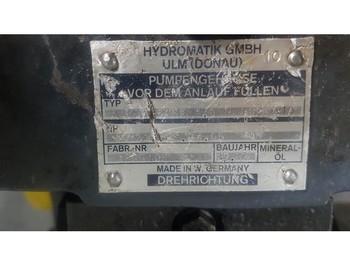 HYDROMATIK GMBH
ULM (DONAU)
10
PUMPENGEHÄUSE
VOR DEM ANLAUF FÜLLEN
TYP
NR
FABR.-NR
BAUJAHR
MINERAL-
ÖL
MADE IN W. GERMANY
DREHRICHTUNG